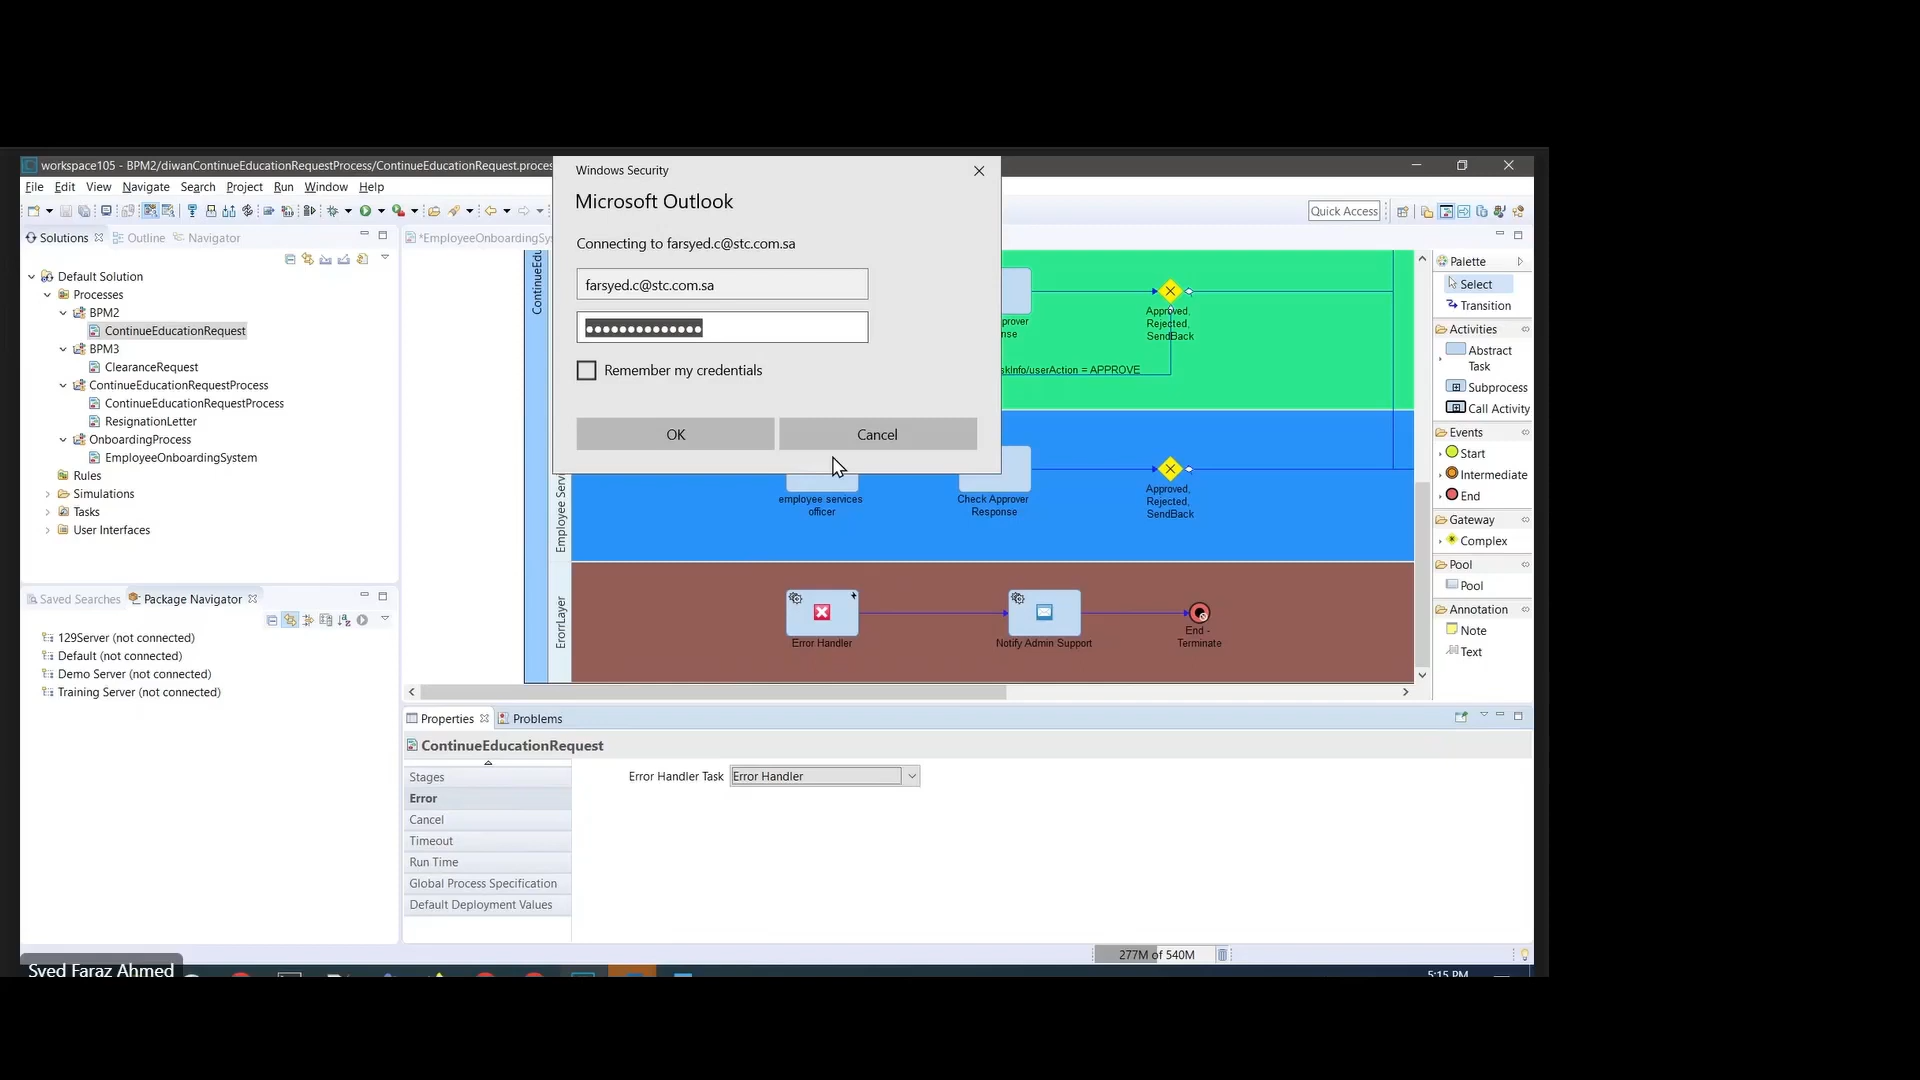 workspace105 - BPM2/diwanContinueEducationRequestProcess/ContinueEducationRequest.proce
File Edit View Navigate Search Project Run Window Help
Quick Access
Solutions Outline Navigator
Default Solution
Processes
BPM2
ContinueEducationRequest
BPM3
ClearanceRequest
ContinueEducationRequestProcess
ContinueEducationRequestProcess
ResignationLetter
OnboardingProcess
EmployeeOnboardingSystem
Rules
Simulations
Tasks
User Interfaces
Saved Searches Package Navigator
129Server (not connected)
Default (not connected)
Demo Server (not connected)
Training Server (not connected)
*EmployeeOnboardingSy
Windows Security
Microsoft Outlook
Connecting to farsyed.c@stc.com.sa
farsyed.c@stc.com.sa
Remember my credentials
OK Cancel
ContinueEdu
prover
nse
Approved,
Rejected,
SendBack
skInfo/userAction = APPROVE
Employee Serv
employee services
officer
Check Approver
Response
Approved,
Rejected,
SendBack
ErorrLayer
Error Handler
Notify Admin Support
End -
Terminate
Palette
Select
Transition
Activities
Abstract
Task
Subprocess
Call Activity
Events
Start
Intermediate
End
Gateway
Complex
Pool
Pool
Annotation
Note
Text
Properties Problems
ContinueEducationRequest
Stages
Error
Cancel
Timeout
Run Time
Global Process Specification
Default Deployment Values
Error Handler Task Error Handler
277M of 540M
Syed Faraz Ahmed
5:15 PM